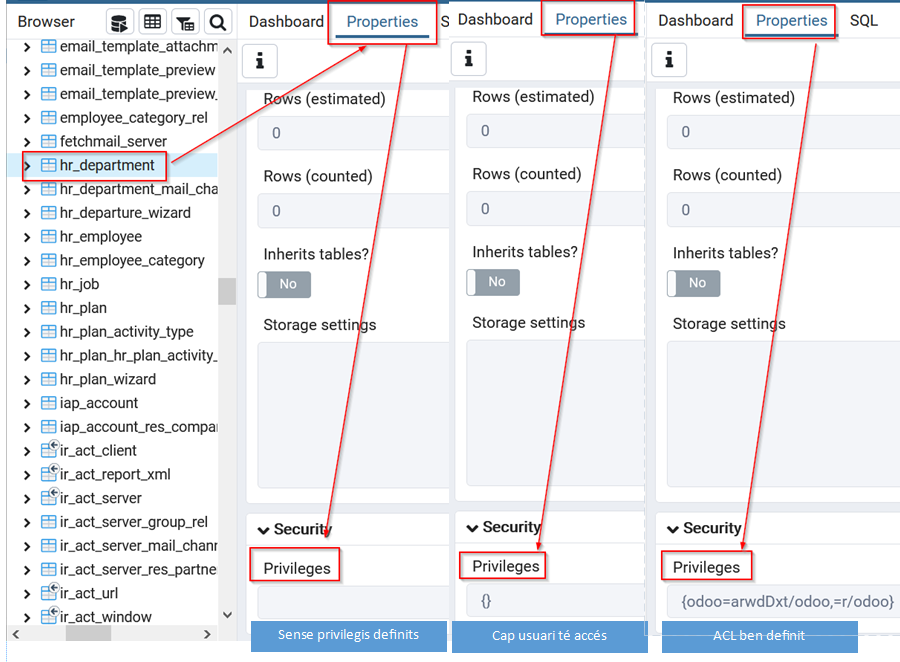 Browser
email_template_attachm
email_template_preview
email_template_preview_
employee_category_rel
fetchmail_server
hr_department
hr_department_mail_cha
hr_departure_wizard
hr_employee
hr_employee_category
hr_job
hr_plan
hr_plan_activity_type
hr_plan_hr_plan_activity_
hr_plan_wizard
iap_account
iap_account_res_compar
ir_act_client
ir_act_report_xml
ir_act_server
ir_act_server_group_rel
ir_act_server_mail_chanr
ir_act_server_res_partne
ir_act_url
ir_act_window
Dashboard Properties S
Rows (estimated)
0
Rows (counted)
0
Inherits tables?
No
Storage settings
Security
Privileges
Sense privilegis definits
Dashboard Properties
Rows (estimated)
0
Rows (counted)
0
Inherits tables?
No
Storage settings
Security
Privileges
{}
Cap usuari té accés
Dashboard Properties SQL
Rows (estimated)
0
Rows (counted)
0
Inherits tables?
No
Storage settings
Security
Privileges
{odoo=arwdDxt/odoo,=r/odoo}
ACL ben definit